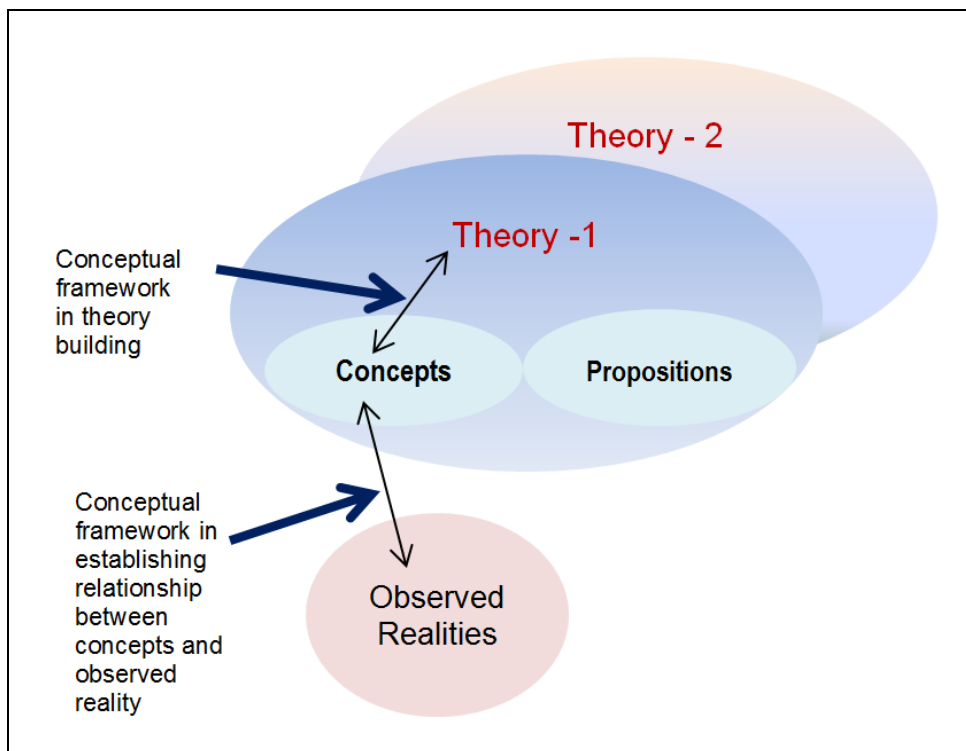 Theory - 2
Theory -1
Conceptual
framework
in theory
building
Concepts
Propositions
Conceptual
framework in
establishing
relationship
between
concepts and
observed
reality
Observed
Realities